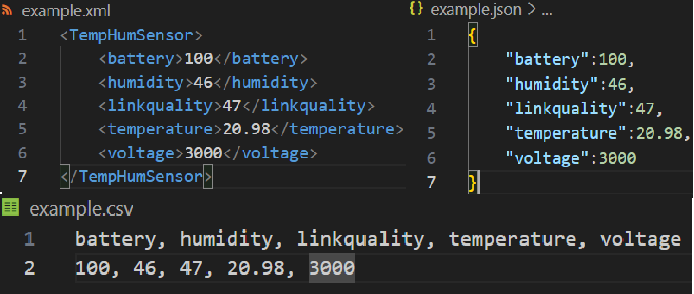 example.xml
1 <TempHumSensor>
2     <battery>100</battery>
3     <humidity>46</humidity>
4     <linkquality>47</linkquality>
5     <temperature>20.98</temperature>
6     <voltage>3000</voltage>
7 </TempHumSensor>
{} example.json > ...
1 {
2     "battery":100,
3     "humidity":46,
4     "linkquality":47,
5     "temperature":20.98,
6     "voltage":3000
7 }
example.csv
1 battery, humidity, linkquality, temperature, voltage
2 100, 46, 47, 20.98, 3000